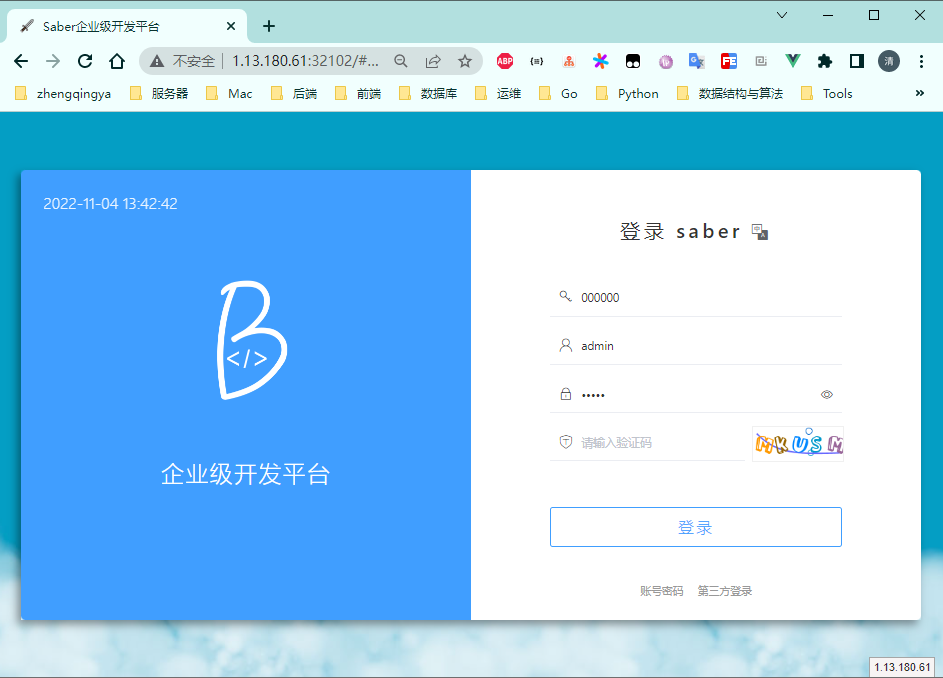 Saber企业级开发平台
不安全 1.13.180.61:32102/#...
ABP
FE
清
zhengqingya 服务器 Mac 后端 前端 数据库 运维 Go Python 数据结构与算法 Tools »
2022-11-04 13:42:42
B
</>
企业级开发平台
登录 saber
000000
admin
•••••
请输入验证码
MKUSM
登录
账号密码 第三方登录
1.13.180.61